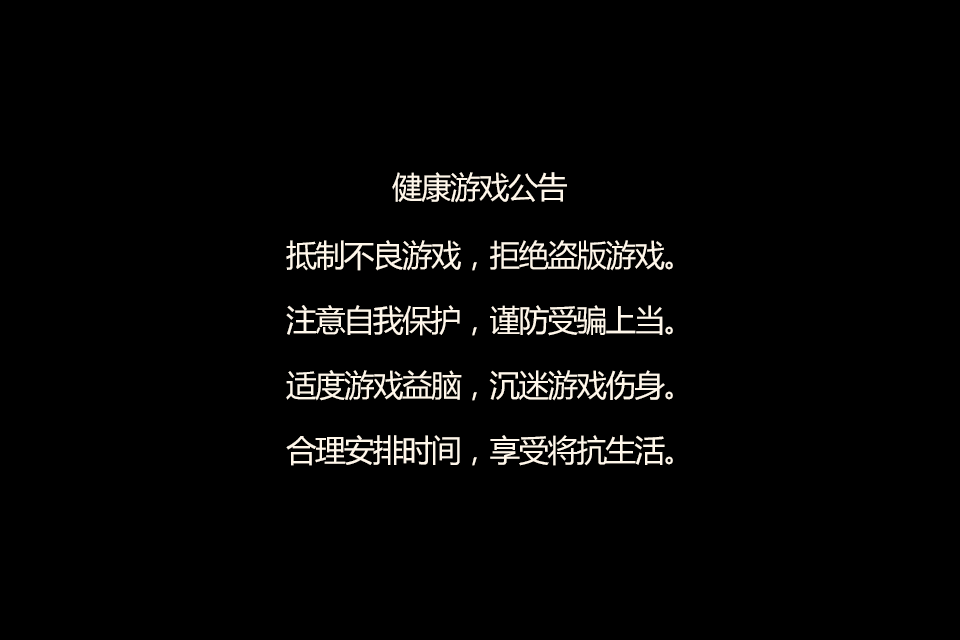 健康游戏公告
抵制不良游戏，拒绝盗版游戏。
注意自我保护，谨防受骗上当。
适度游戏益脑，沉迷游戏伤身。
合理安排时间，享受将抗生活。